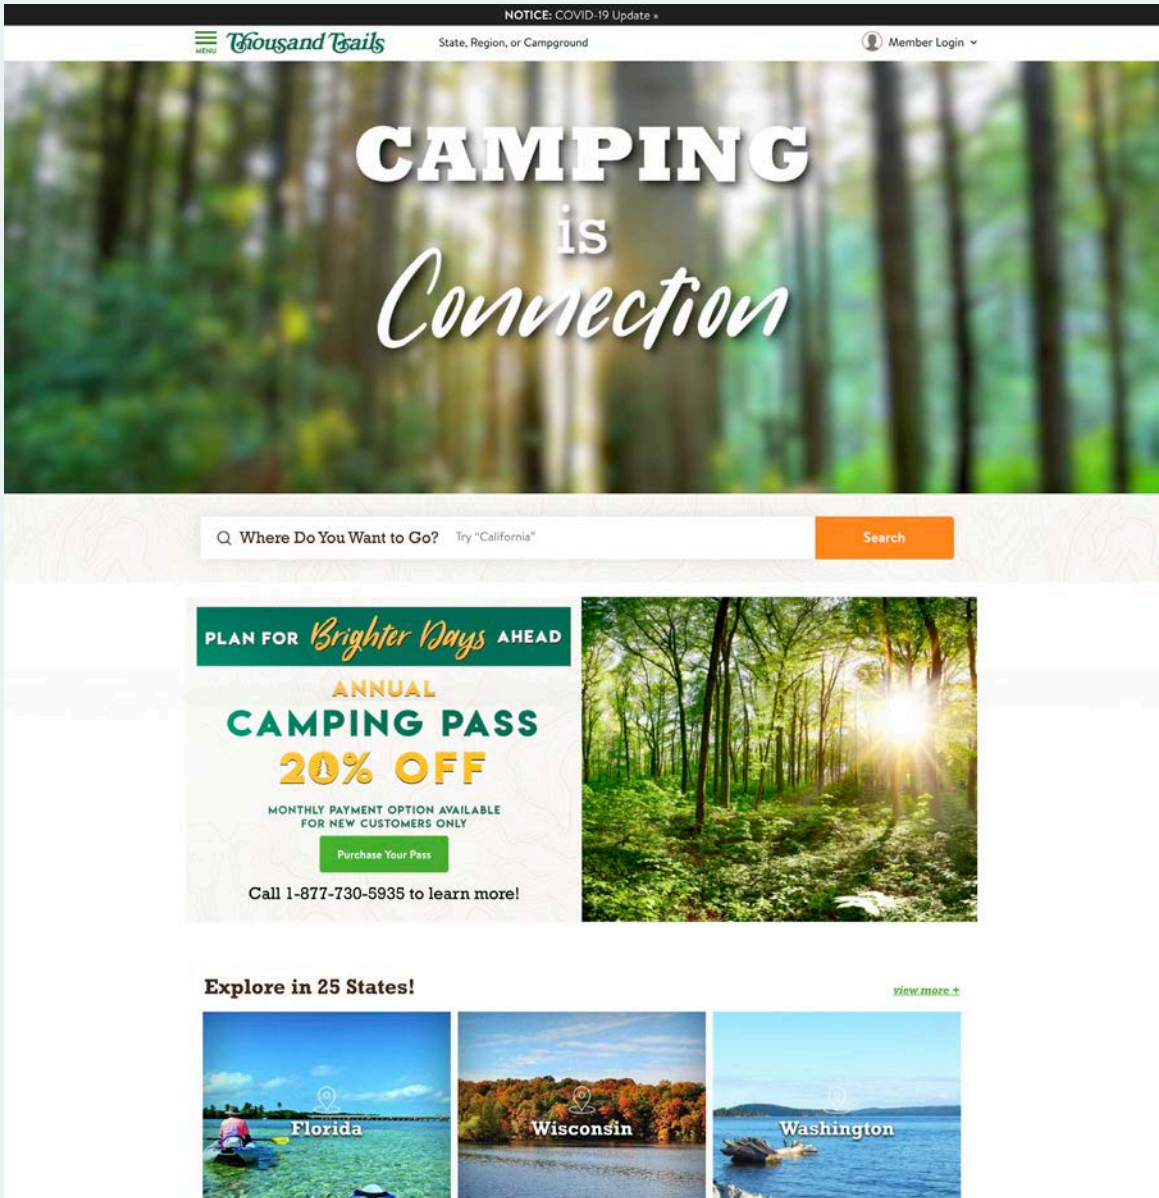 NOTICE: COVID-19 Update »
MENU Thousand Trails State, Region, or Campground Member Login
CAMPING
is
Connection
Where Do You Want to Go? Try "California" Search
PLAN FOR Brighter Days AHEAD
ANNUAL
CAMPING PASS
20% OFF
MONTHLY PAYMENT OPTION AVAILABLE
FOR NEW CUSTOMERS ONLY
Purchase Your Pass
Call 1-877-730-5935 to learn more!
Explore in 25 States! view more +
Florida Wisconsin Washington